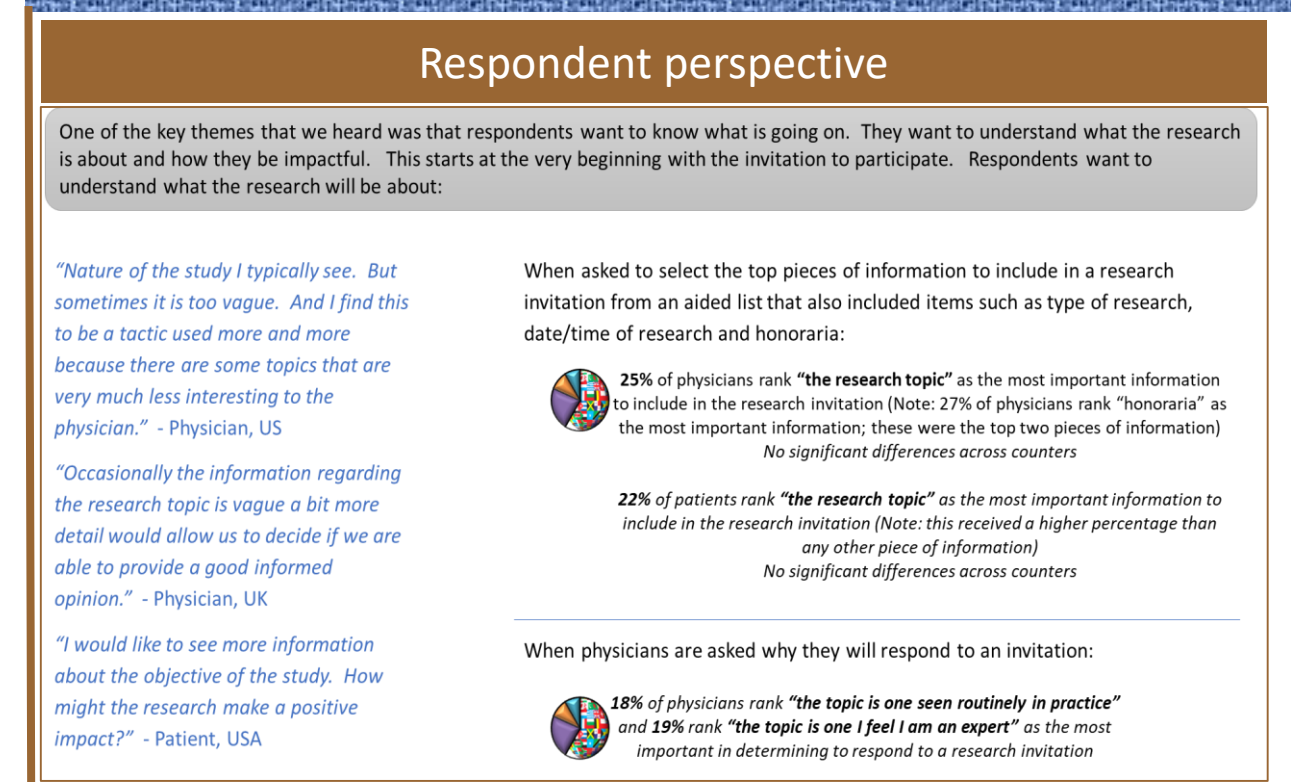 Respondent perspective
One of the key themes that we heard was that respondents want to know what is going on. They want to understand what the research
is about and how they be impactful. This starts at the very beginning with the invitation to participate. Respondents want to
understand what the research will be about:
“Nature of the study I typically see. But
sometimes it is too vague. And I find this
to be a tactic used more and more
because there are some topics that are
very much less interesting to the
physician.” - Physician, US
“Occasionally the information regarding
the research topic is vague a bit more
detail would allow us to decide if we are
able to provide a good informed
opinion.” - Physician, UK
“I would like to see more information
about the objective of the study. How
might the research make a positive
impact?” - Patient, USA
When asked to select the top pieces of information to include in a research
invitation from an aided list that also included items such as type of research,
date/time of research and honoraria:
25% of physicians rank “the research topic” as the most important information
to include in the research invitation (Note: 27% of physicians rank “honoraria” as
the most important information; these were the top two pieces of information)
No significant differences across counters
22% of patients rank “the research topic” as the most important information to
include in the research invitation (Note: this received a higher percentage than
any other piece of information)
No significant differences across counters
When physicians are asked why they will respond to an invitation:
18% of physicians rank “the topic is one seen routinely in practice”
and 19% rank “the topic is one I feel I am an expert” as the most
important in determining to respond to a research invitation